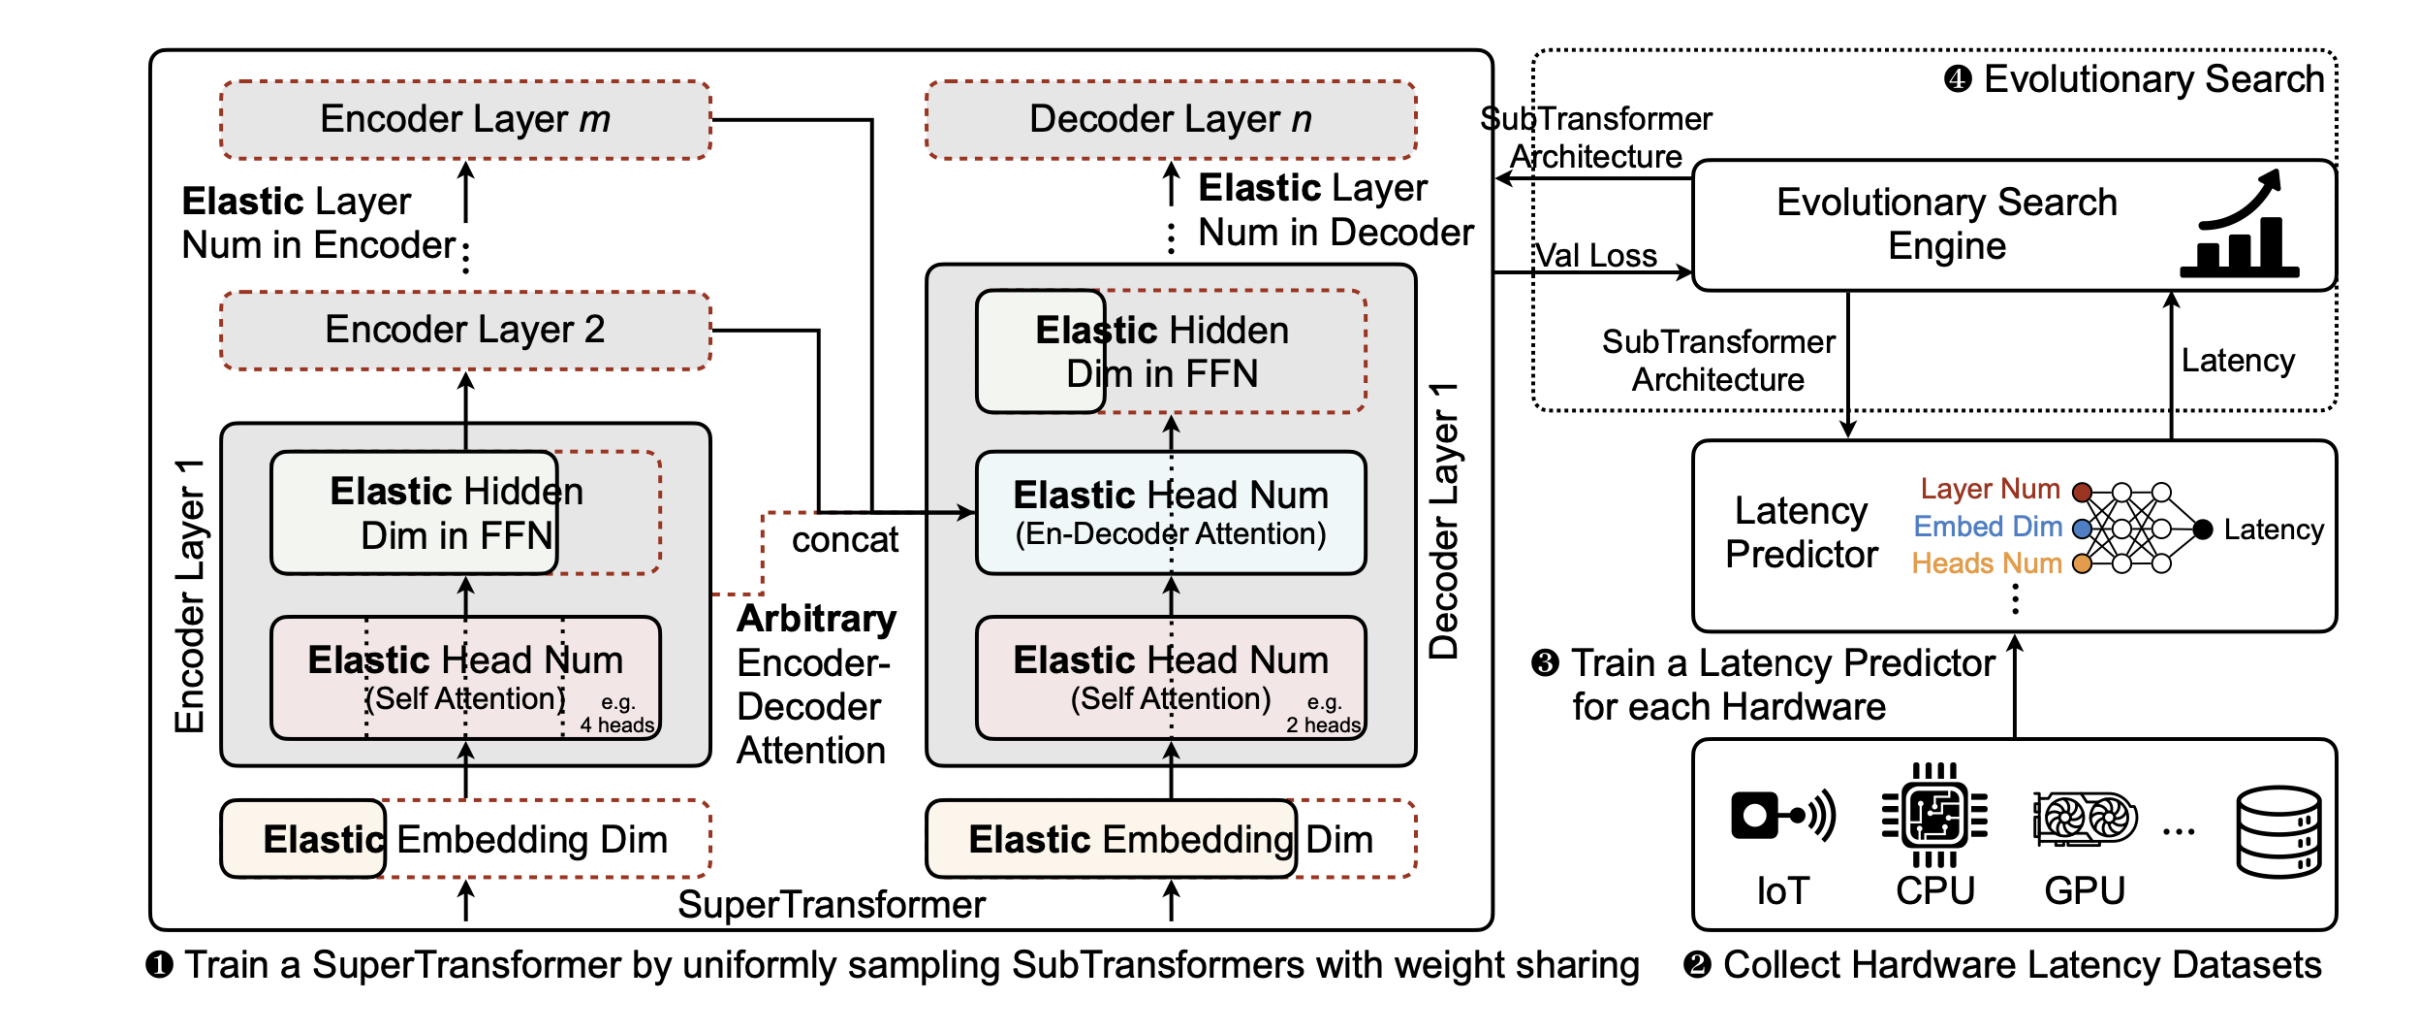 Encoder Layer m
Elastic Layer
Num in Encoder
Encoder Layer 2
Encoder Layer 1
Elastic Hidden
Dim in FFN
Elastic Head Num
(Self Attention)
e.g.
4 heads
Elastic Embedding Dim
concat
Arbitrary
Encoder-
Decoder
Attention
Decoder Layer n
Elastic Layer
Num in Decoder
Decoder Layer 1
Elastic Hidden
Dim in FFN
Elastic Head Num
(En-Decoder Attention)
Elastic Head Num
(Self Attention)
e.g.
2 heads
Elastic Embedding Dim
SuperTransformer
❶ Train a SuperTransformer by uniformly sampling SubTransformers with weight sharing
❹ Evolutionary Search
SubTransformer
Architecture
Evolutionary Search
Engine
Val Loss
SubTransformer
Architecture
Latency
Latency
Predictor
Layer Num
Embed Dim
Heads Num
Latency
❸ Train a Latency Predictor
for each Hardware
IoT
CPU
GPU
...
❷ Collect Hardware Latency Datasets